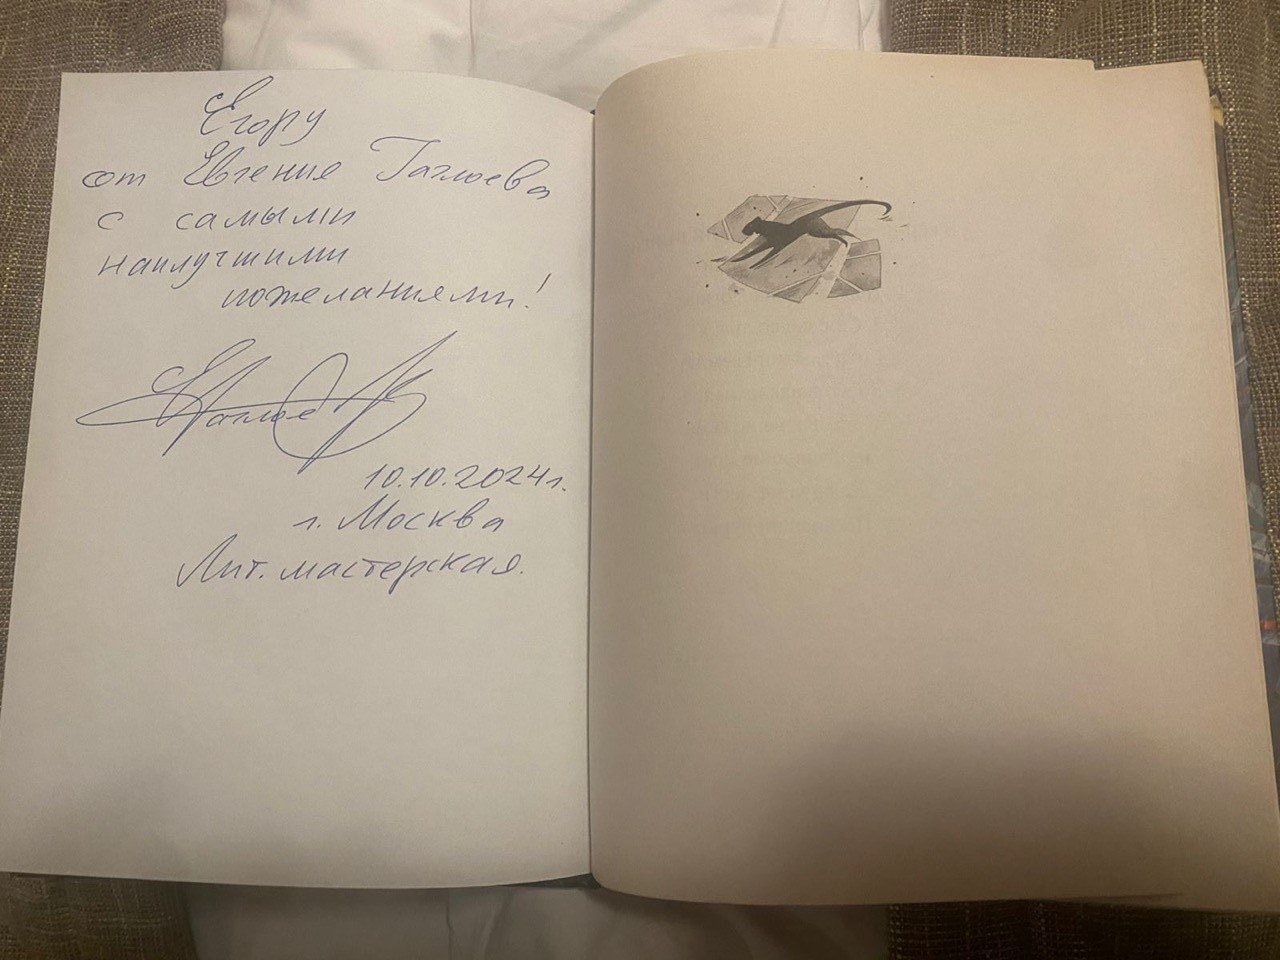 Егору
от Евгения Гаглоева
с самыми
наилучшими
пожеланиями!
10.10.2024г.
г. Москва
Лит. мастерская.